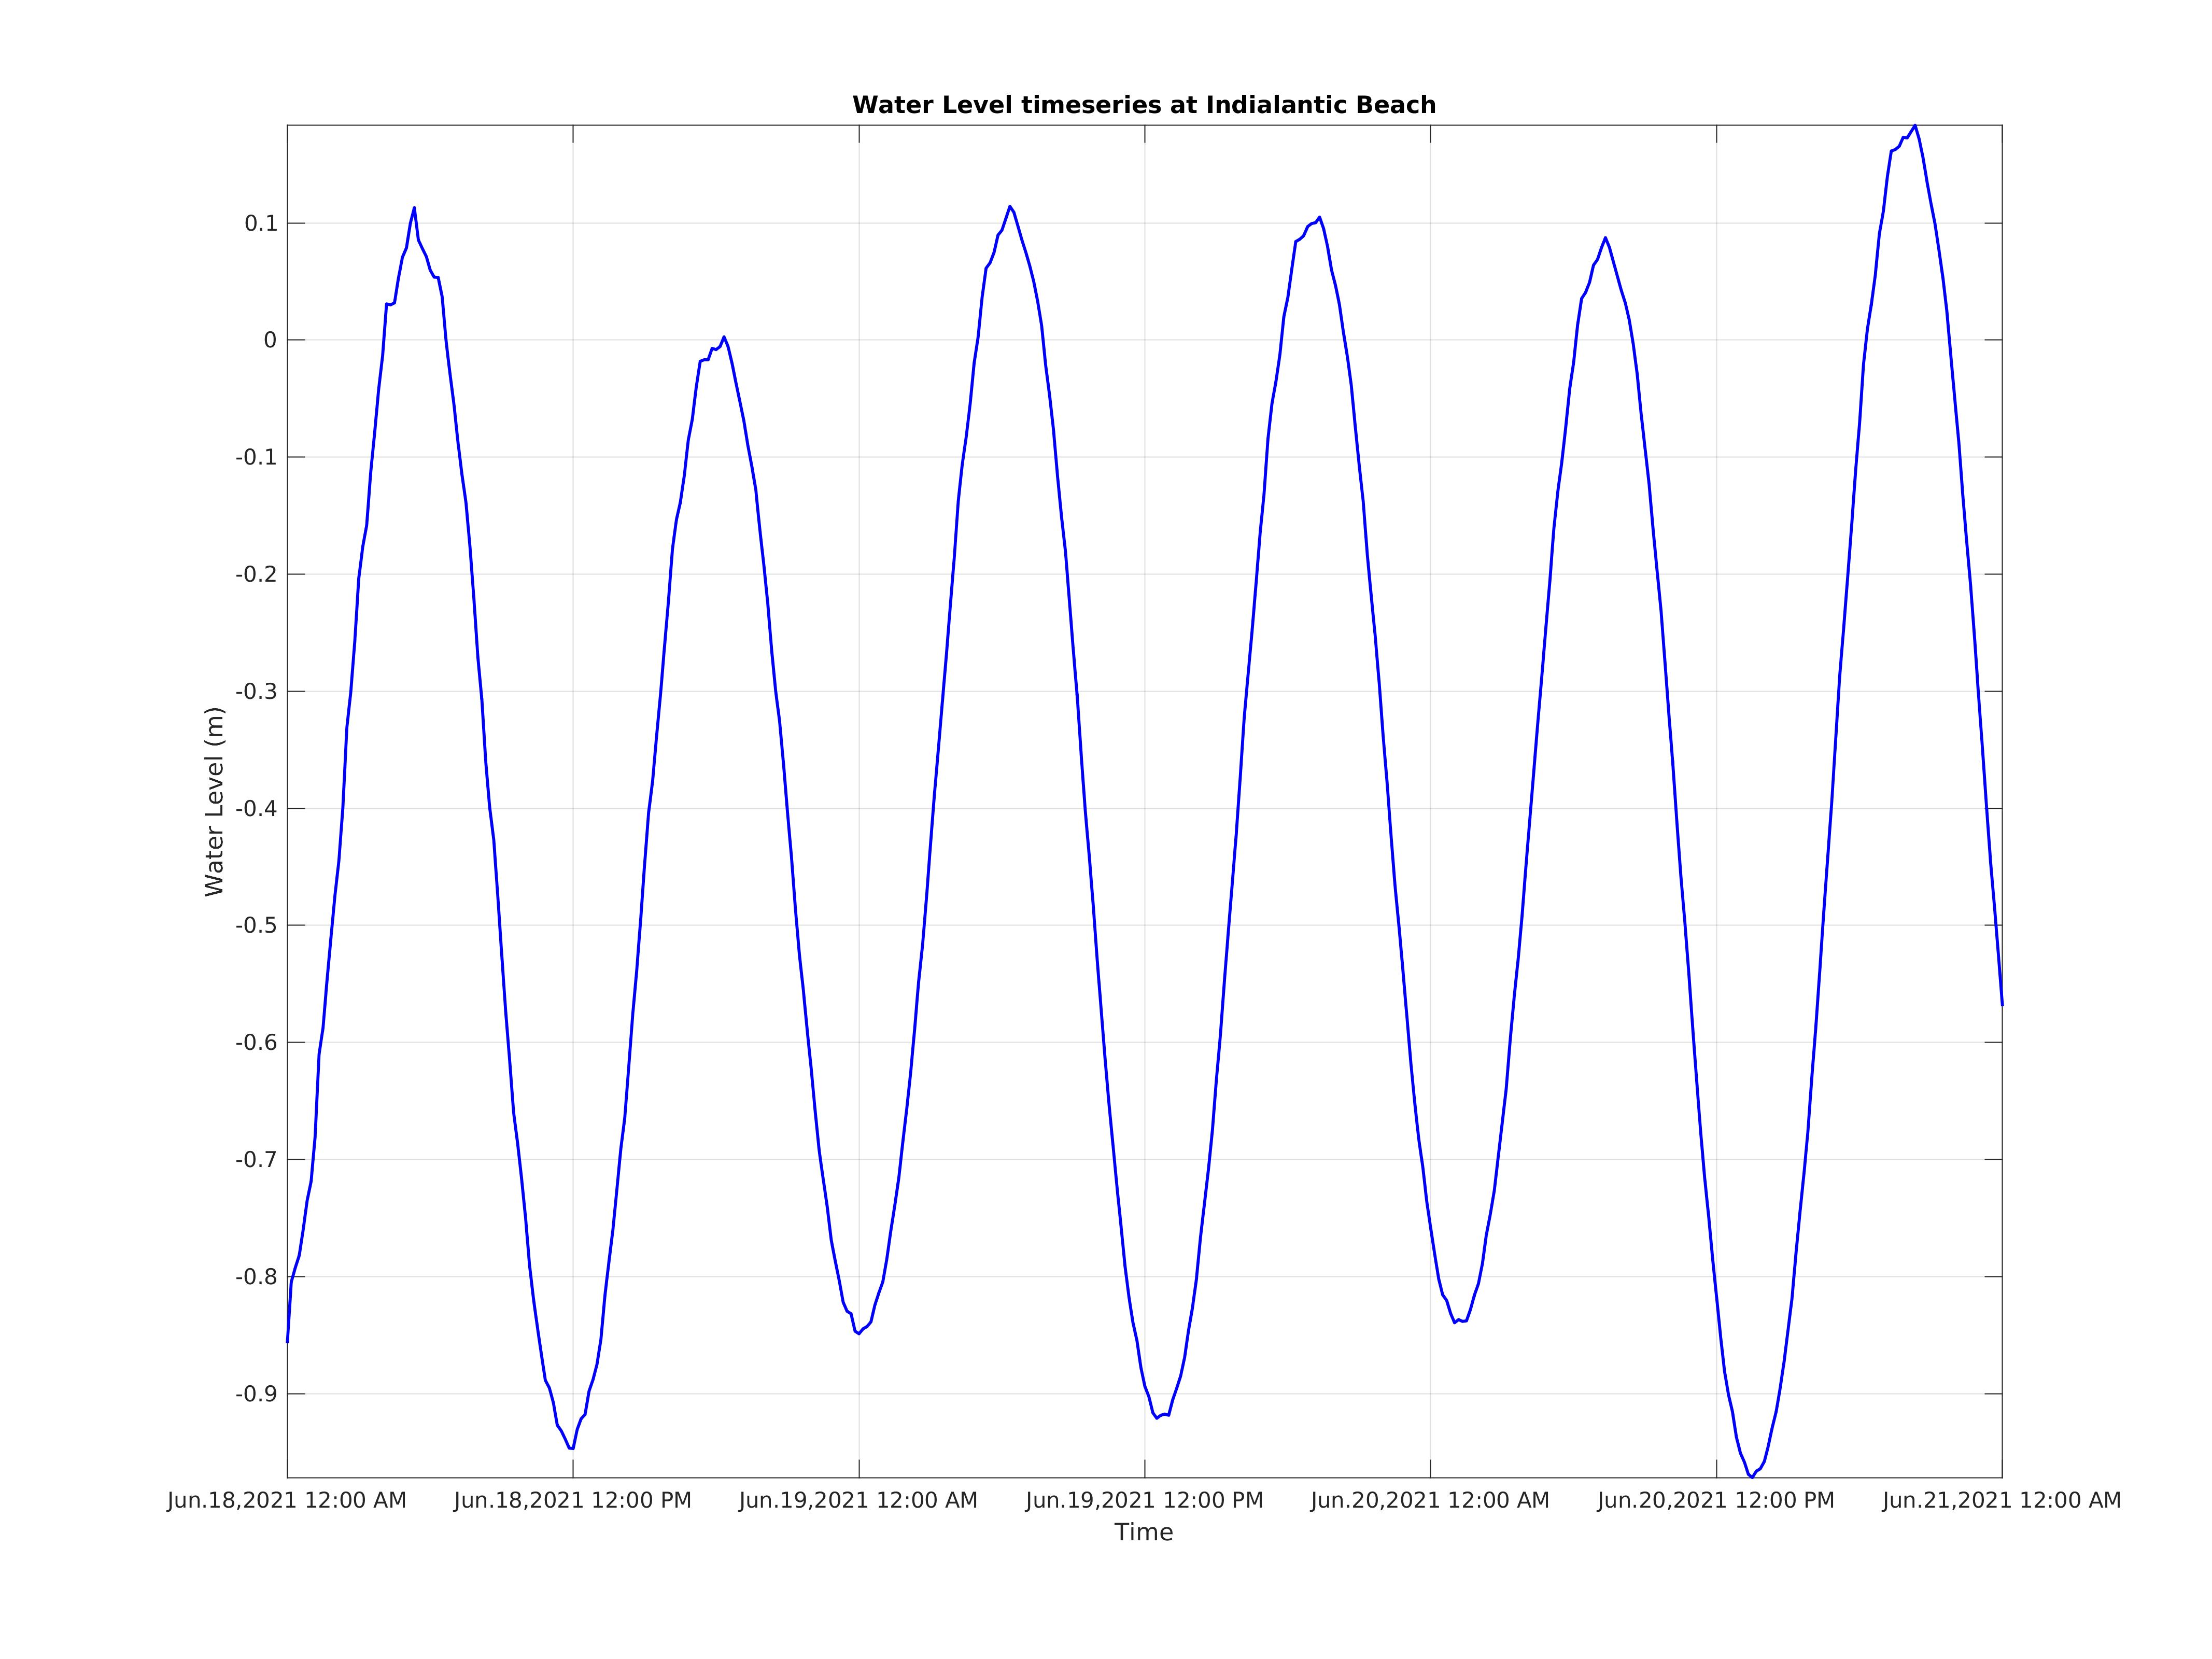 Water Level timeseries at Indialantic Beach
0.1
0
-0.1
-0.2
-0.3
-0.4
-0.5
-0.6
-0.7
-0.8
-0.9
Water Level (m)
Jun.18,2021 12:00 AM Jun.18,2021 12:00 PM Jun.19,2021 12:00 AM Jun.19,2021 12:00 PM Jun.20,2021 12:00 AM Jun.20,2021 12:00 PM Jun.21,2021 12:00 AM
Time